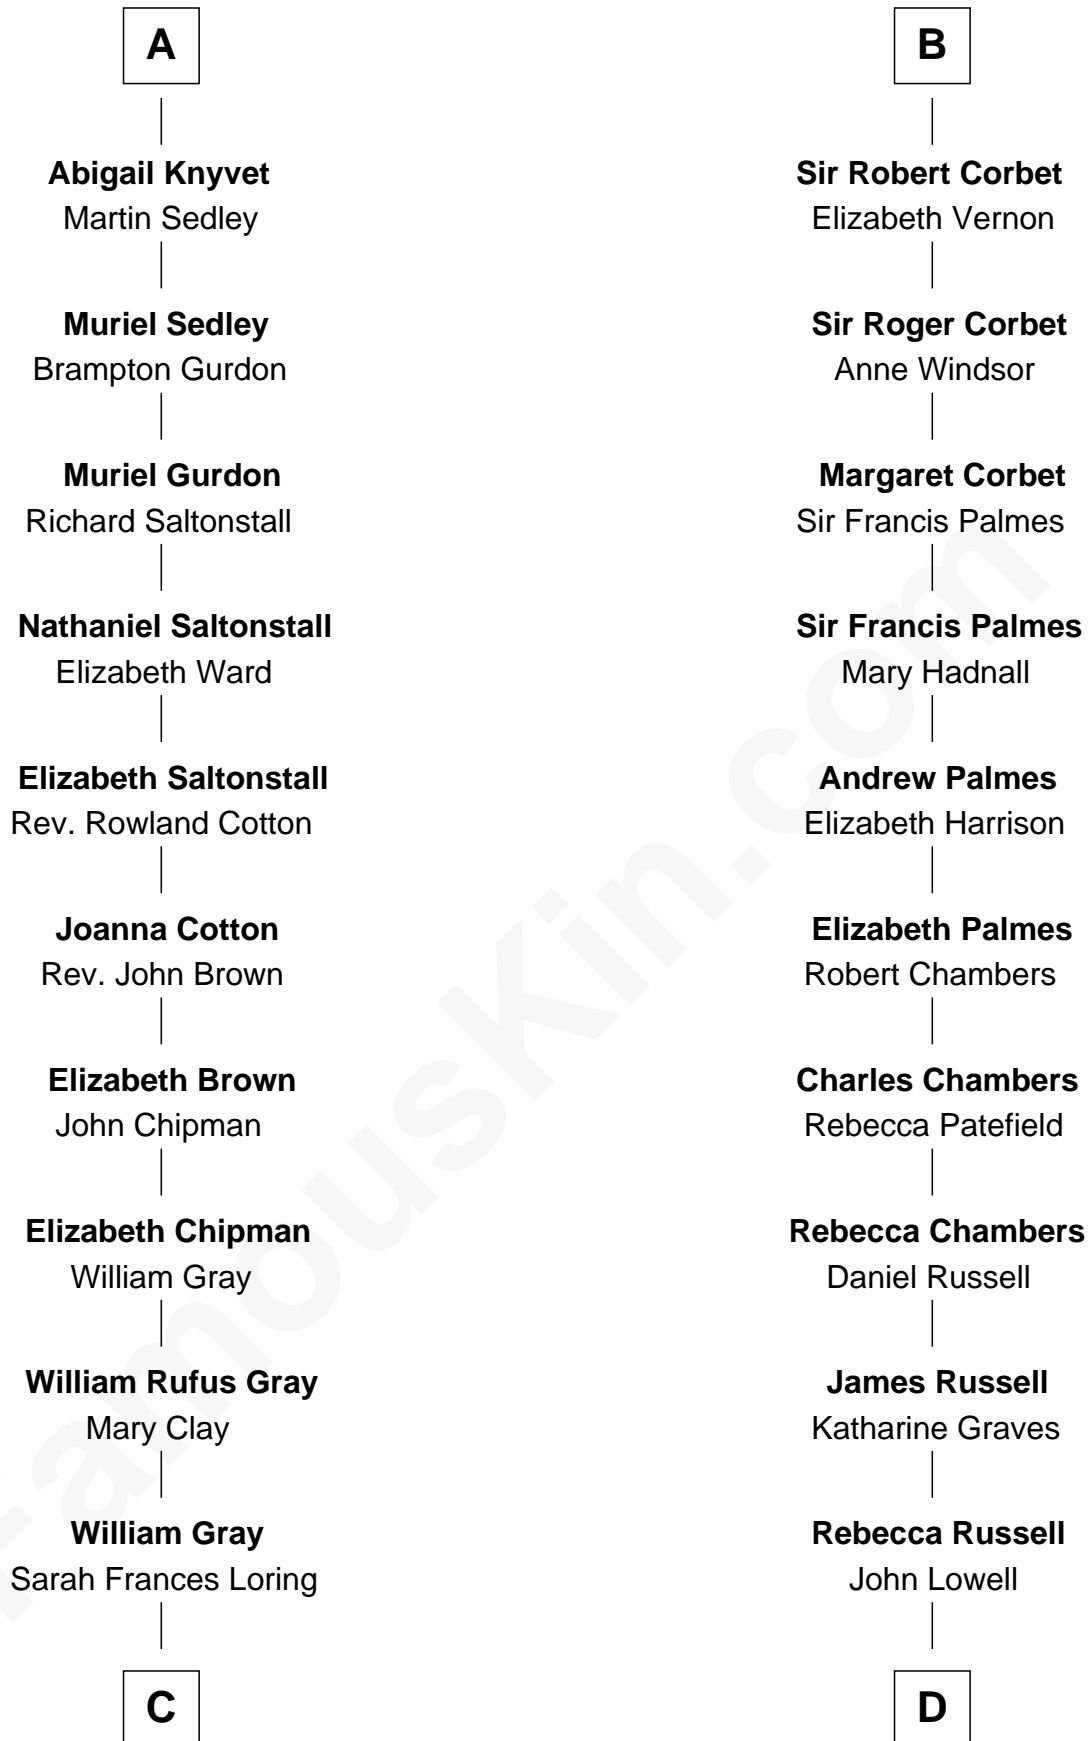 A
Abigail Knyvet
Martin Sedley
Muriel Sedley
Brampton Gurdon
Muriel Gurdon
Richard Saltonstall
Nathaniel Saltonstall
Elizabeth Ward
Elizabeth Saltonstall
Rev. Rowland Cotton
Joanna Cotton
Rev. John Brown
Elizabeth Brown
John Chipman
Elizabeth Chipman
William Gray
William Rufus Gray
Mary Clay
William Gray
Sarah Frances Loring
C
B
Sir Robert Corbet
Elizabeth Vernon
Sir Roger Corbet
Anne Windsor
Margaret Corbet
Sir Francis Palmes
Sir Francis Palmes
Mary Hadnall
Andrew Palmes
Elizabeth Harrison
Elizabeth Palmes
Robert Chambers
Charles Chambers
Rebecca Patefield
Rebecca Chambers
Daniel Russell
James Russell
Katharine Graves
Rebecca Russell
John Lowell
D
FamousKin.com